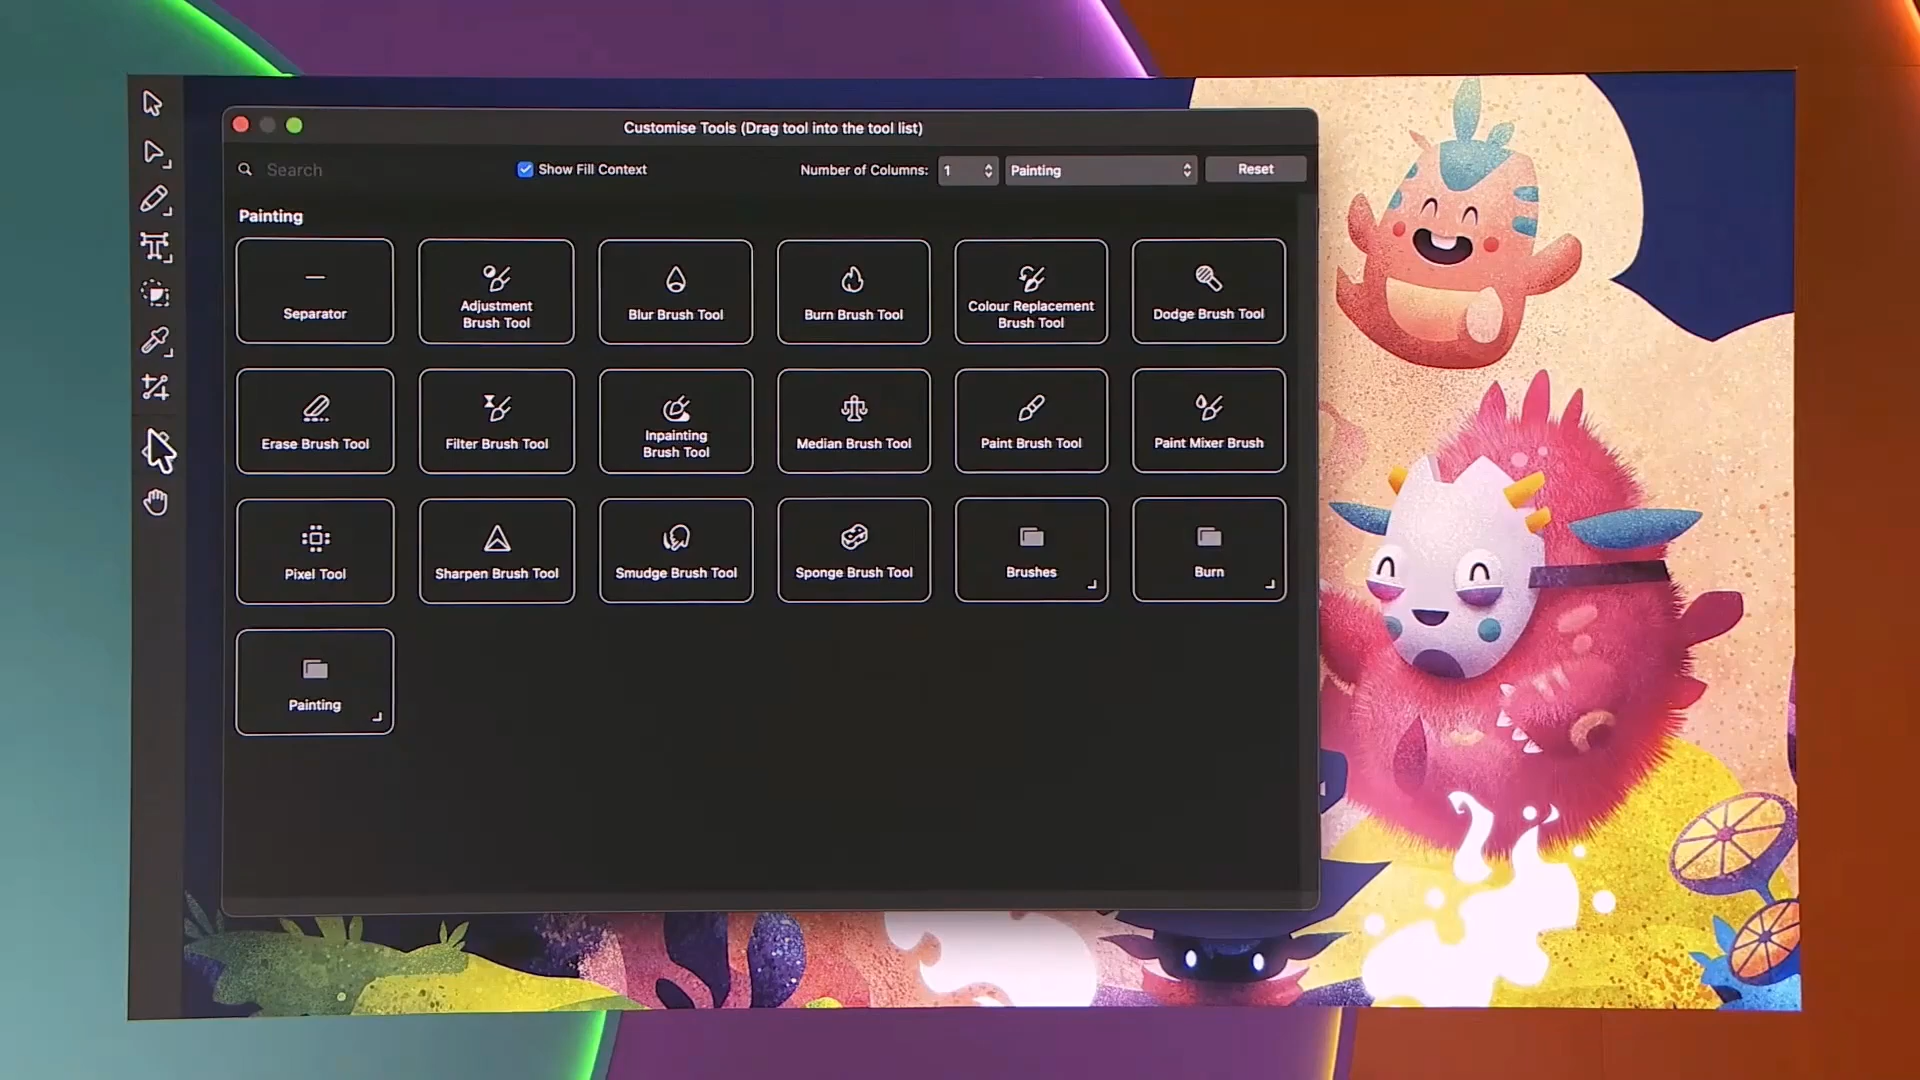 Customise Tools (Drag tool into the tool list)
Search
Show Fill Context
Number of Columns:
1
Painting
Reset
Painting
Separator
Adjustment
Brush Tool
Blur Brush Tool
Burn Brush Tool
Colour Replacement
Brush Tool
Dodge Brush Tool
Erase Brush Tool
Filter Brush Tool
Inpainting
Brush Tool
Median Brush Tool
Paint Brush Tool
Paint Mixer Brush
Pixel Tool
Sharpen Brush Tool
Smudge Brush Tool
Sponge Brush Tool
Brushes
Burn
Painting